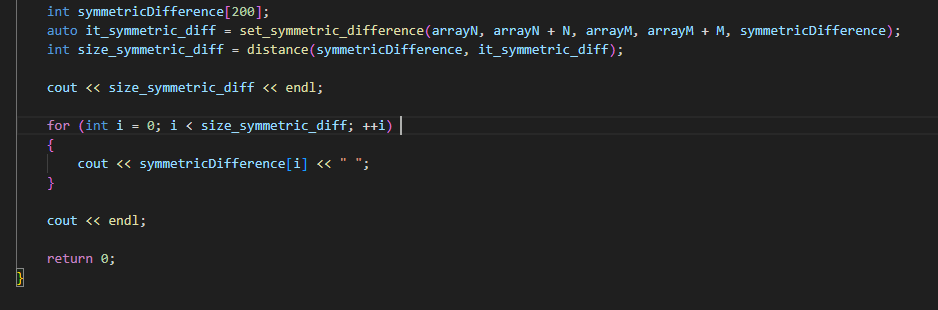 int symmetricDifference[200];
auto it_symmetric_diff = set_symmetric_difference(arrayN, arrayN + N, arrayM, arrayM + M, symmetricDifference);
int size_symmetric_diff = distance(symmetricDifference, it_symmetric_diff);
cout << size_symmetric_diff << endl;
for (int i = 0; i < size_symmetric_diff; ++i)
{
cout << symmetricDifference[i] << " ";
}
cout << endl;
return 0;
}